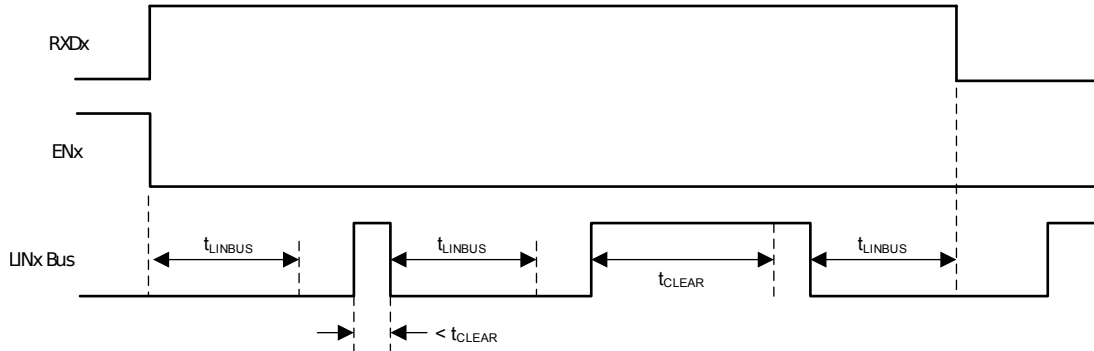 RXDx
ENx
LINx Bus
tLINBUS
tLINBUS
tCLEAR
tLINBUS
< tCLEAR